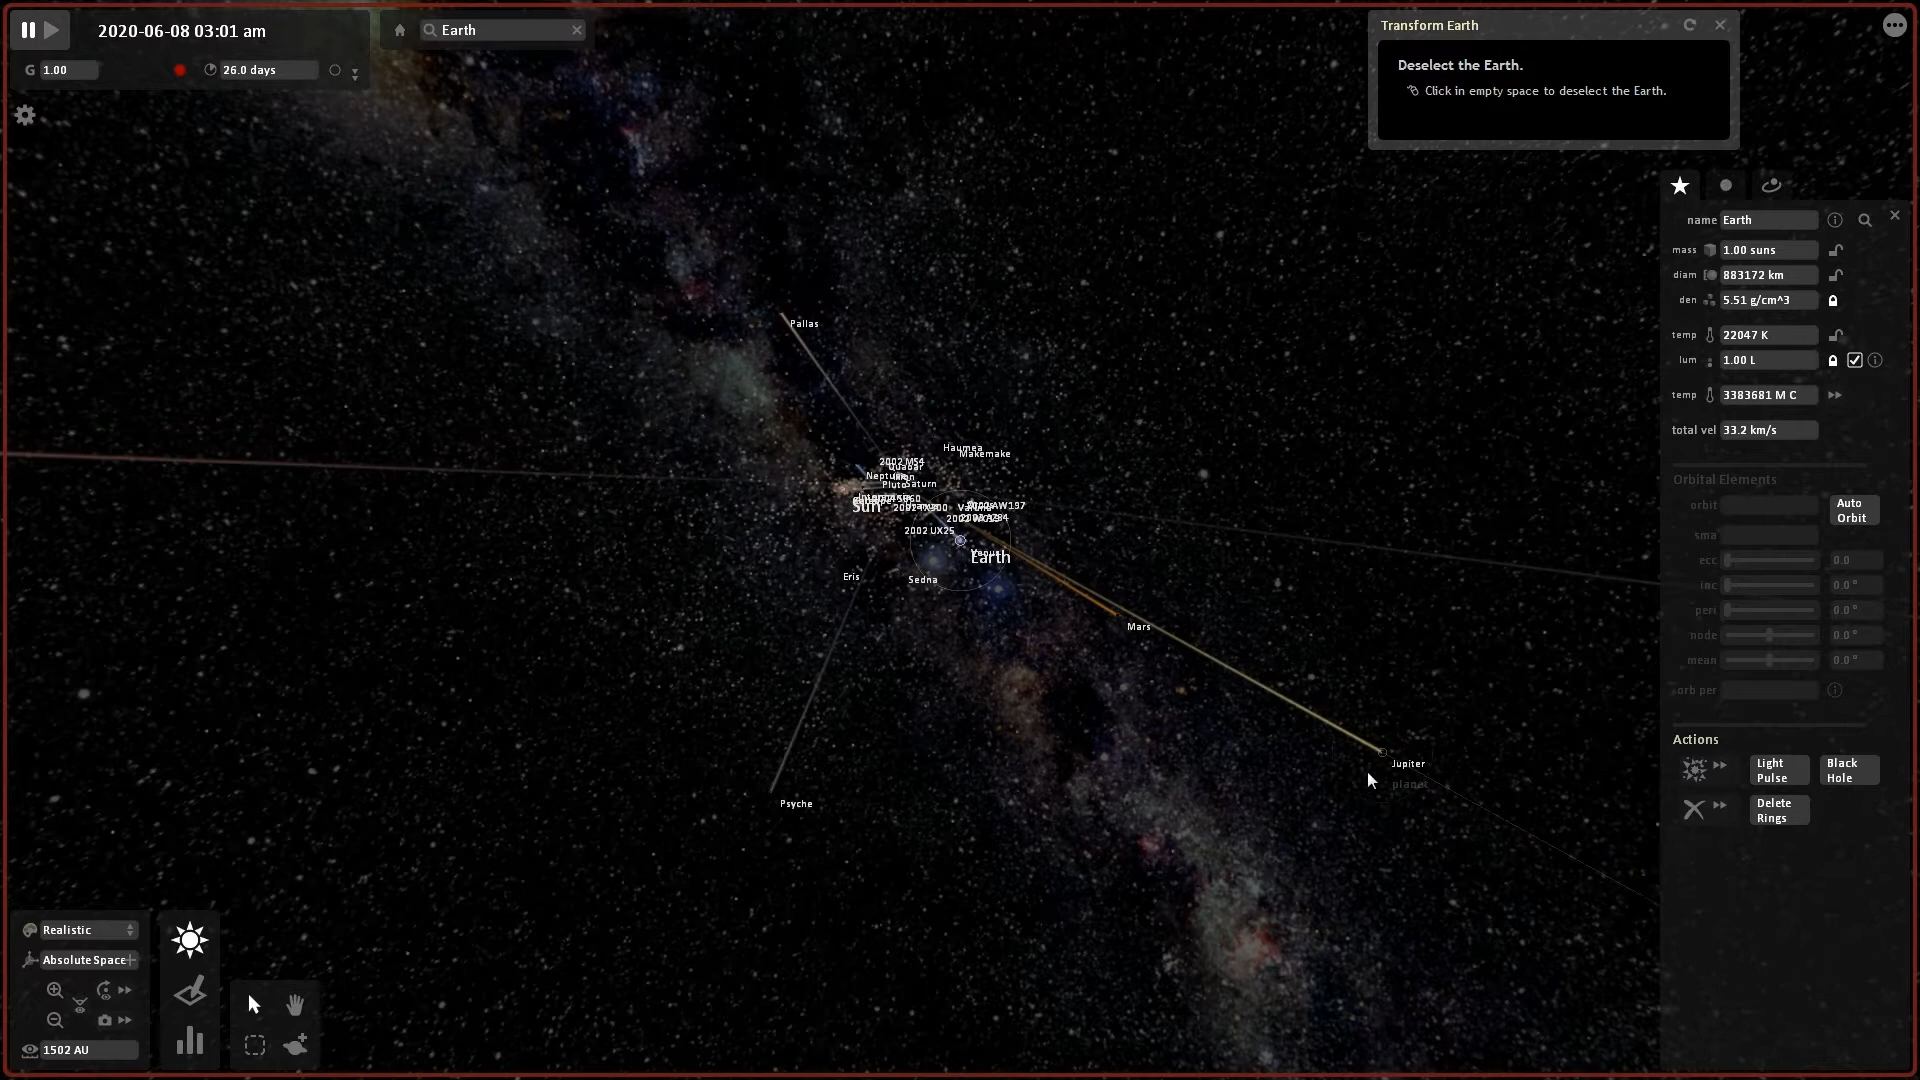 2020-06-08 03:01 am
Earth
G 1.00
26.0 days
Transform Earth
Deselect the Earth.
Click in empty space to deselect the Earth.
name Earth
mass 1.00 suns
diam 883172 km
den 5.51 g/cm^3
temp 22047 K
lum 1.00 L
temp 3383681 M C
total vel 33.2 km/s
Orbital Elements
orbit
Auto Orbit
sma
ecc 0.0
inc 0.0 °
peri 0.0 °
node 0.0 °
mean 0.0 °
orb per
Actions
Light Pulse
Black Hole
Delete Rings
Pallas
Haumea
Makemake
2002 MS4
Quaoar
Neptune
Pluto
Saturn
Sun
2002 AW197
2002 UX25
Venus
Earth
Eris
Sedna
Mars
Jupiter
planet
Psyche
Realistic
Absolute Space
1502 AU